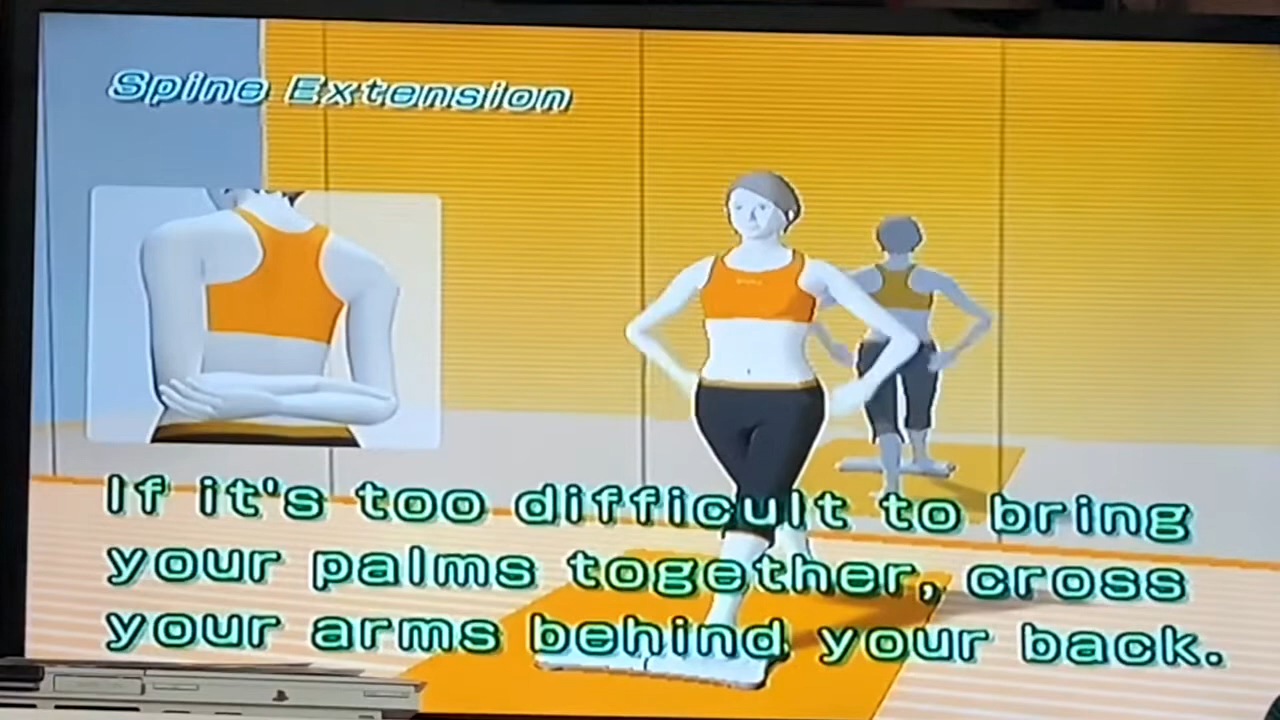 Spine Extension
If it's too difficult to bring
your palms together, cross
your arms behind your back.